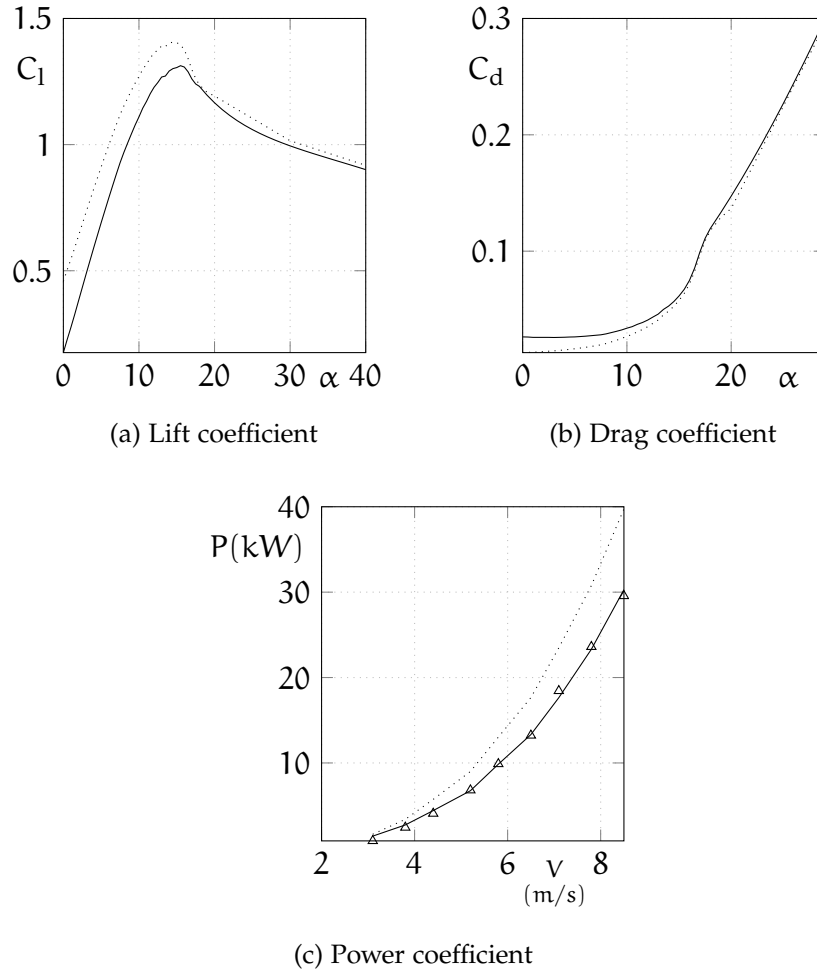 1.5
C_l
1
0.5
0 10 20 30 α 40
(a) Lift coefficient
0.3
C_d
0.2
0.1
0 10 20 α
(b) Drag coefficient
40
P(kW)
30
20
10
2 4 6 V 8
(m/s)
(c) Power coefficient